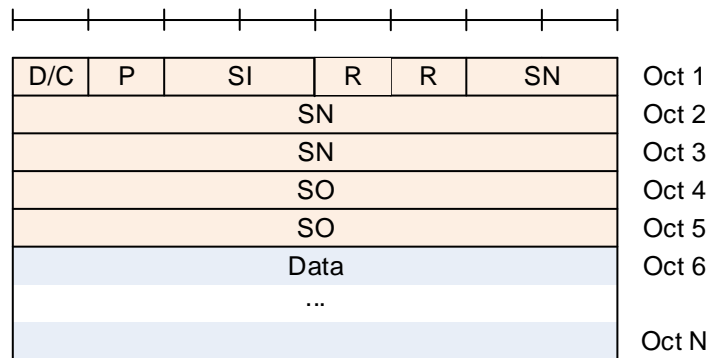 D/C P SI R R SN Oct 1
SN Oct 2
SN Oct 3
SO Oct 4
SO Oct 5
Data Oct 6
...
Oct N